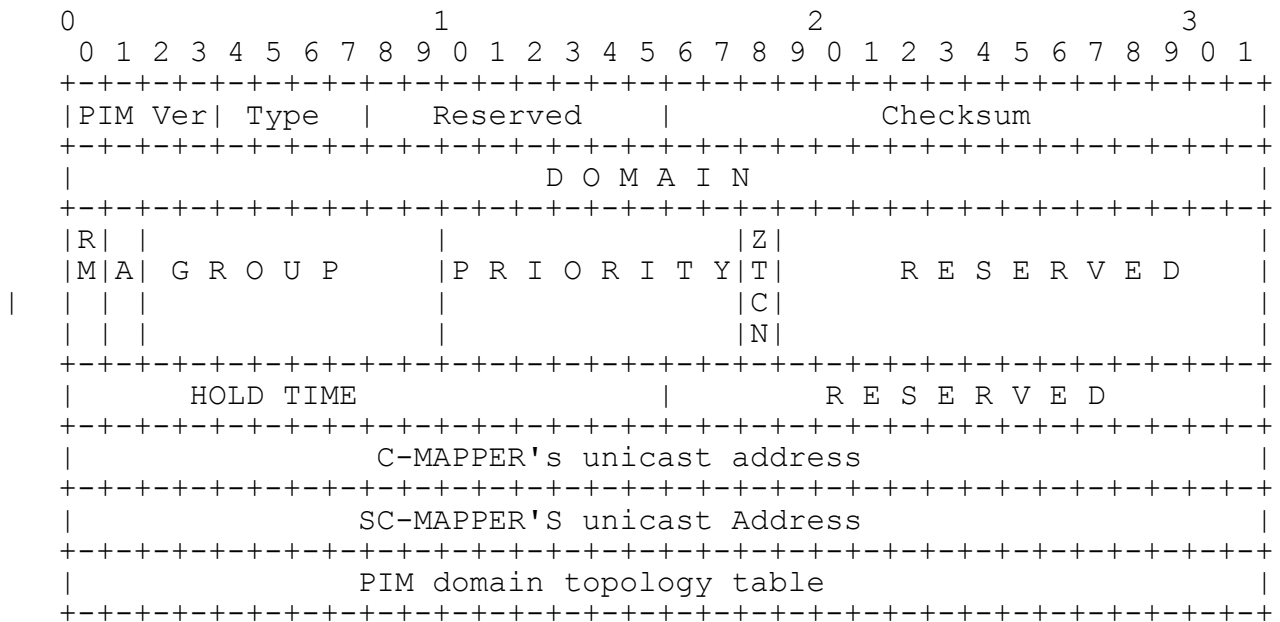 0                   1                   2                   3
     0 1 2 3 4 5 6 7 8 9 0 1 2 3 4 5 6 7 8 9 0 1 2 3 4 5 6 7 8 9 0 1
    +-+-+-+-+-+-+-+-+-+-+-+-+-+-+-+-+-+-+-+-+-+-+-+-+-+-+-+-+-+-+-+-+
    |PIM Ver| Type  |   Reserved    |           Checksum            |
    +-+-+-+-+-+-+-+-+-+-+-+-+-+-+-+-+-+-+-+-+-+-+-+-+-+-+-+-+-+-+-+-+
    |                         D O M A I N                           |
    +-+-+-+-+-+-+-+-+-+-+-+-+-+-+-+-+-+-+-+-+-+-+-+-+-+-+-+-+-+-+-+-+
    |R| |               |               |Z|                         |
    |M|A| G R O U P     |P R I O R I T Y|T|      R E S E R V E D    |
 |  | | |               |               |C|                         |
    | | |               |               |N|                         |
    +-+-+-+-+-+-+-+-+-+-+-+-+-+-+-+-+-+-+-+-+-+-+-+-+-+-+-+-+-+-+-+-+
    |      HOLD TIME                |        R E S E R V E D        |
    +-+-+-+-+-+-+-+-+-+-+-+-+-+-+-+-+-+-+-+-+-+-+-+-+-+-+-+-+-+-+-+-+
    |                C-MAPPER's unicast address                     |
    +-+-+-+-+-+-+-+-+-+-+-+-+-+-+-+-+-+-+-+-+-+-+-+-+-+-+-+-+-+-+-+-+
    |               SC-MAPPER'S unicast Address                     |
    +-+-+-+-+-+-+-+-+-+-+-+-+-+-+-+-+-+-+-+-+-+-+-+-+-+-+-+-+-+-+-+-+
    |               PIM domain topology table                       |
    +-+-+-+-+-+-+-+-+-+-+-+-+-+-+-+-+-+-+-+-+-+-+-+-+-+-+-+-+-+-+-+-+